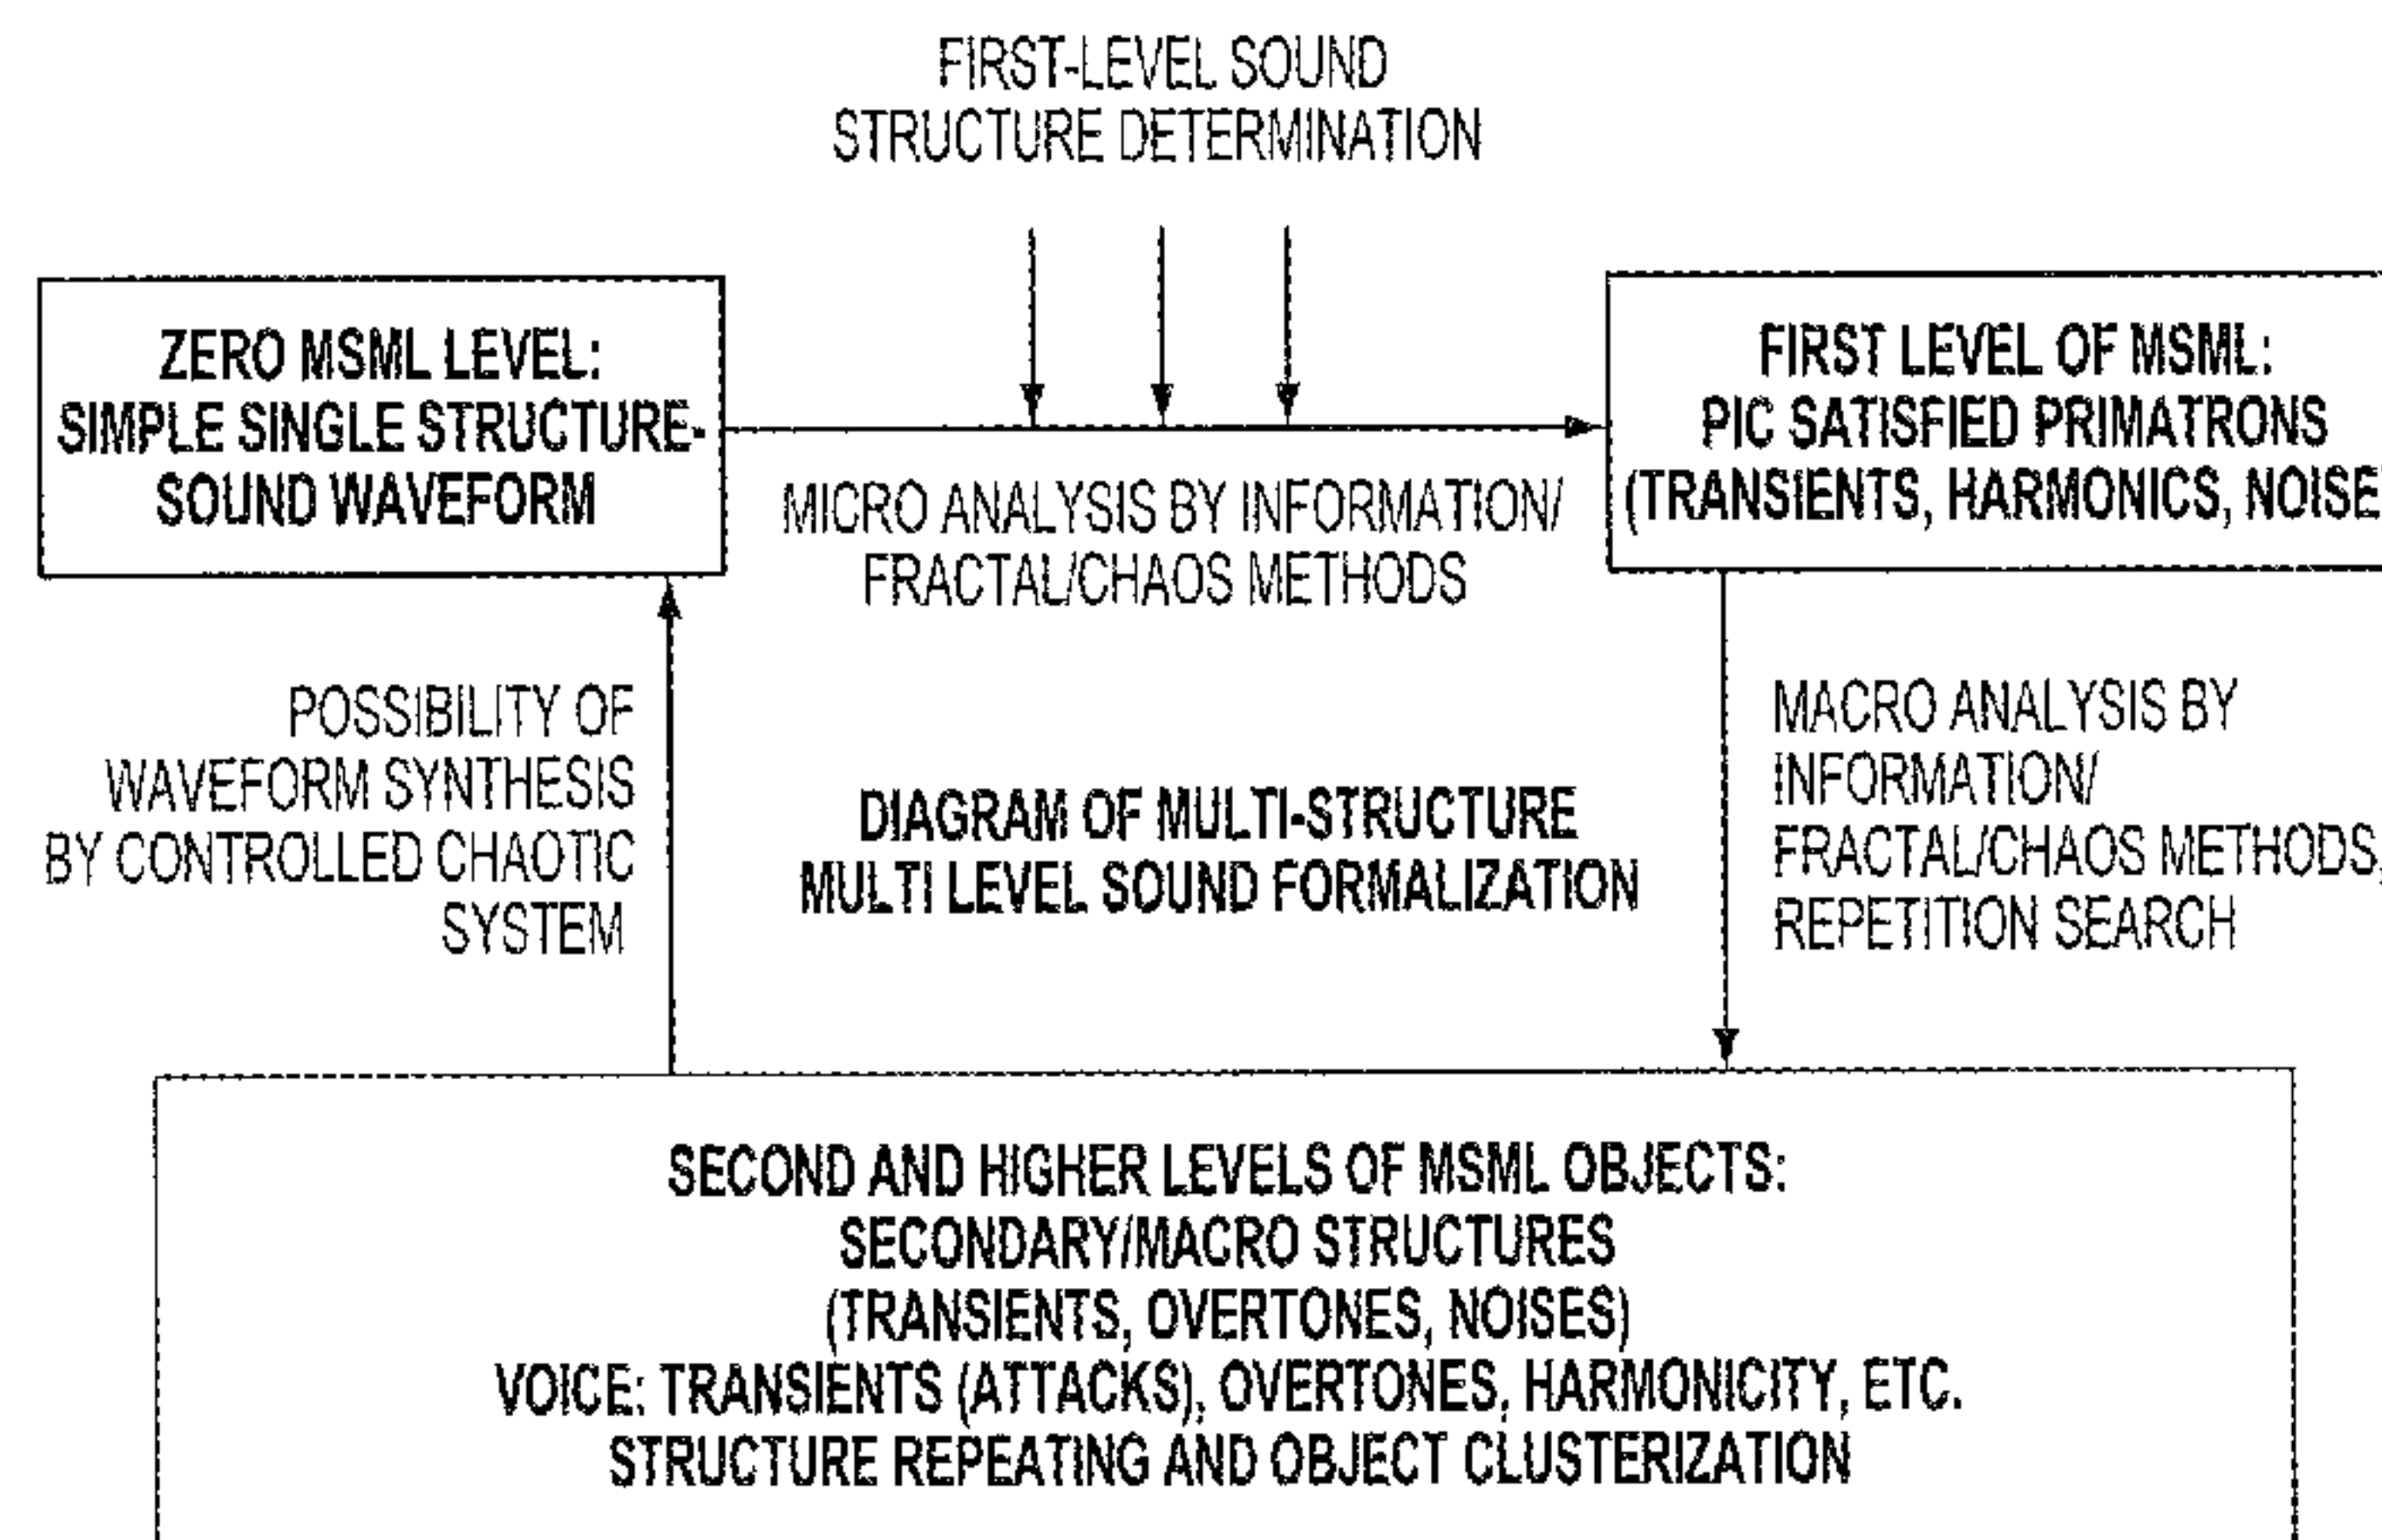 FIRST-LEVEL SOUND
STRUCTURE DETERMINATION
ZERO MSML LEVEL:
SIMPLE SINGLE STRUCTURE-
SOUND WAVEFORM
FIRST LEVEL OF MSML:
PIC SATISFIED PRIMATRONS
(TRANSIENTS, HARMONICS, NOISE)
MICRO ANALYSIS BY INFORMATION/
FRACTAL/CHAOS METHODS
POSSIBILITY OF
WAVEFORM SYNTHESIS
BY CONTROLLED CHAOTIC
SYSTEM
DIAGRAM OF MULTI-STRUCTURE
MULTI LEVEL SOUND FORMALIZATION
MACRO ANALYSIS BY
INFORMATION/
FRACTAL/CHAOS METHODS,
REPETITION SEARCH
SECOND AND HIGHER LEVELS OF MSML OBJECTS:
SECONDARY/MACRO STRUCTURES
(TRANSIENTS, OVERTONES, NOISES)
VOICE: TRANSIENTS (ATTACKS), OVERTONES, HARMONICITY, ETC.
STRUCTURE REPEATING AND OBJECT CLUSTERIZATION